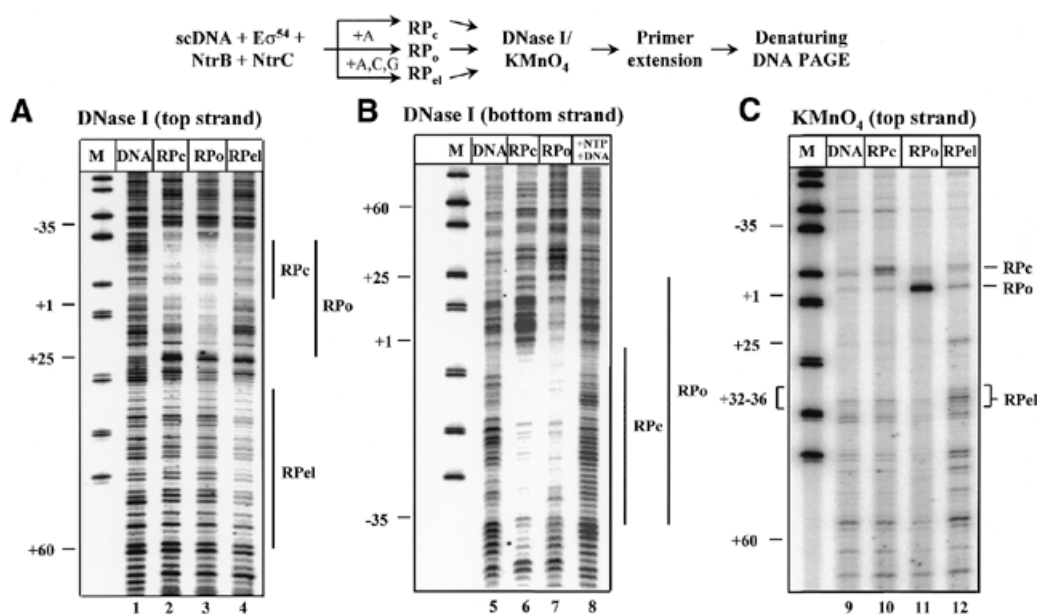 scDNA + Eσ⁵⁴ +
NtrB + NtrC
+A
+A,C,G
RPc
RPo
RPel
DNase I/
KMnO4
Primer
extension
Denaturing
DNA PAGE
A
DNase I (top strand)
M DNA RPc RPo RPel
-35
+1
+25
+60
RPc
RPo
RPel
1 2 3 4
B
DNase I (bottom strand)
M DNA RPc RPo +NTP +DNA
+60
+25
+1
-35
RPc
RPo
5 6 7 8
C
KMnO4 (top strand)
M DNA RPc RPo RPel
-35
+1
+25
+32-36
+60
RPc
RPo
RPel
9 10 11 12